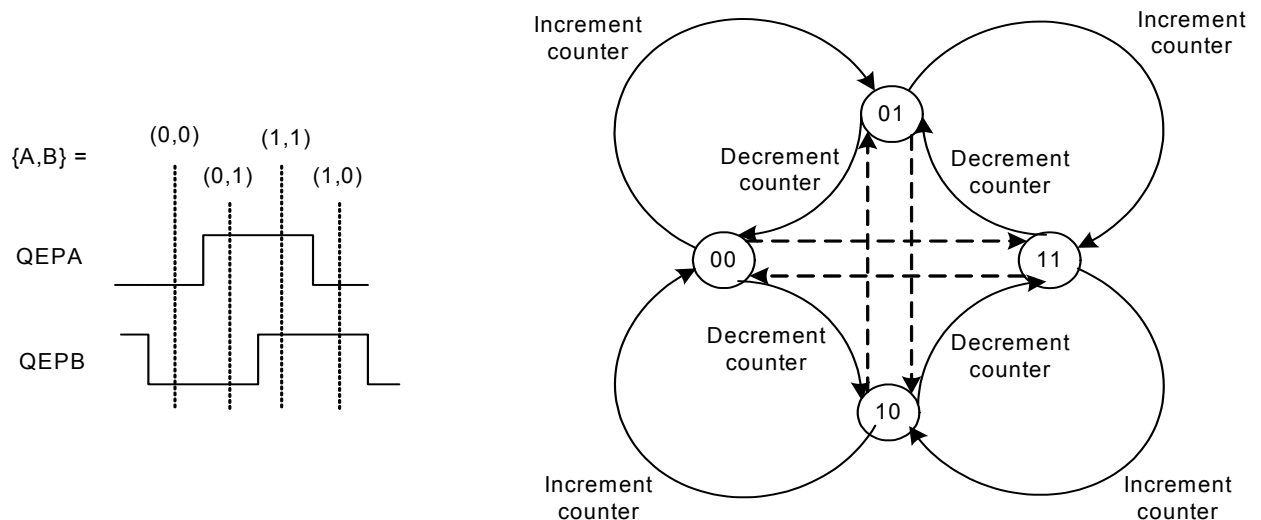 {A,B} =
(0,0)
(0,1)
(1,1)
(1,0)
QEPA
QEPB
Increment
counter
Increment
counter
01
Decrement
counter
Decrement
counter
00
11
Decrement
counter
Decrement
counter
10
Increment
counter
Increment
counter